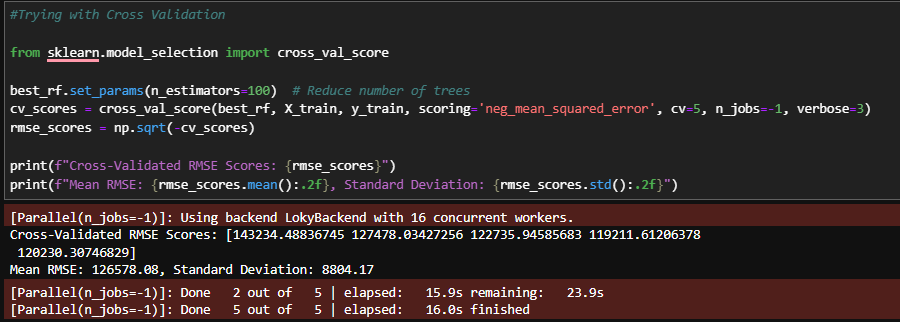 #Trying with Cross Validation
from sklearn.model_selection import cross_val_score
best_rf.set_params(n_estimators=100)  # Reduce number of trees
cv_scores = cross_val_score(best_rf, X_train, y_train, scoring='neg_mean_squared_error', cv=5, n_jobs=-1, verbose=3)
rmse_scores = np.sqrt(-cv_scores)
print(f"Cross-Validated RMSE Scores: {rmse_scores}")
print(f"Mean RMSE: {rmse_scores.mean():.2f}, Standard Deviation: {rmse_scores.std():.2f}")
[Parallel(n_jobs=-1)]: Using backend LokyBackend with 16 concurrent workers.
Cross-Validated RMSE Scores: [143234.48836745 127478.03427256 122735.94585683 119211.61206378
 120230.30746829]
Mean RMSE: 126578.08, Standard Deviation: 8804.17
[Parallel(n_jobs=-1)]: Done   2 out of   5 | elapsed:   15.9s remaining:   23.9s
[Parallel(n_jobs=-1)]: Done   5 out of   5 | elapsed:   16.0s finished